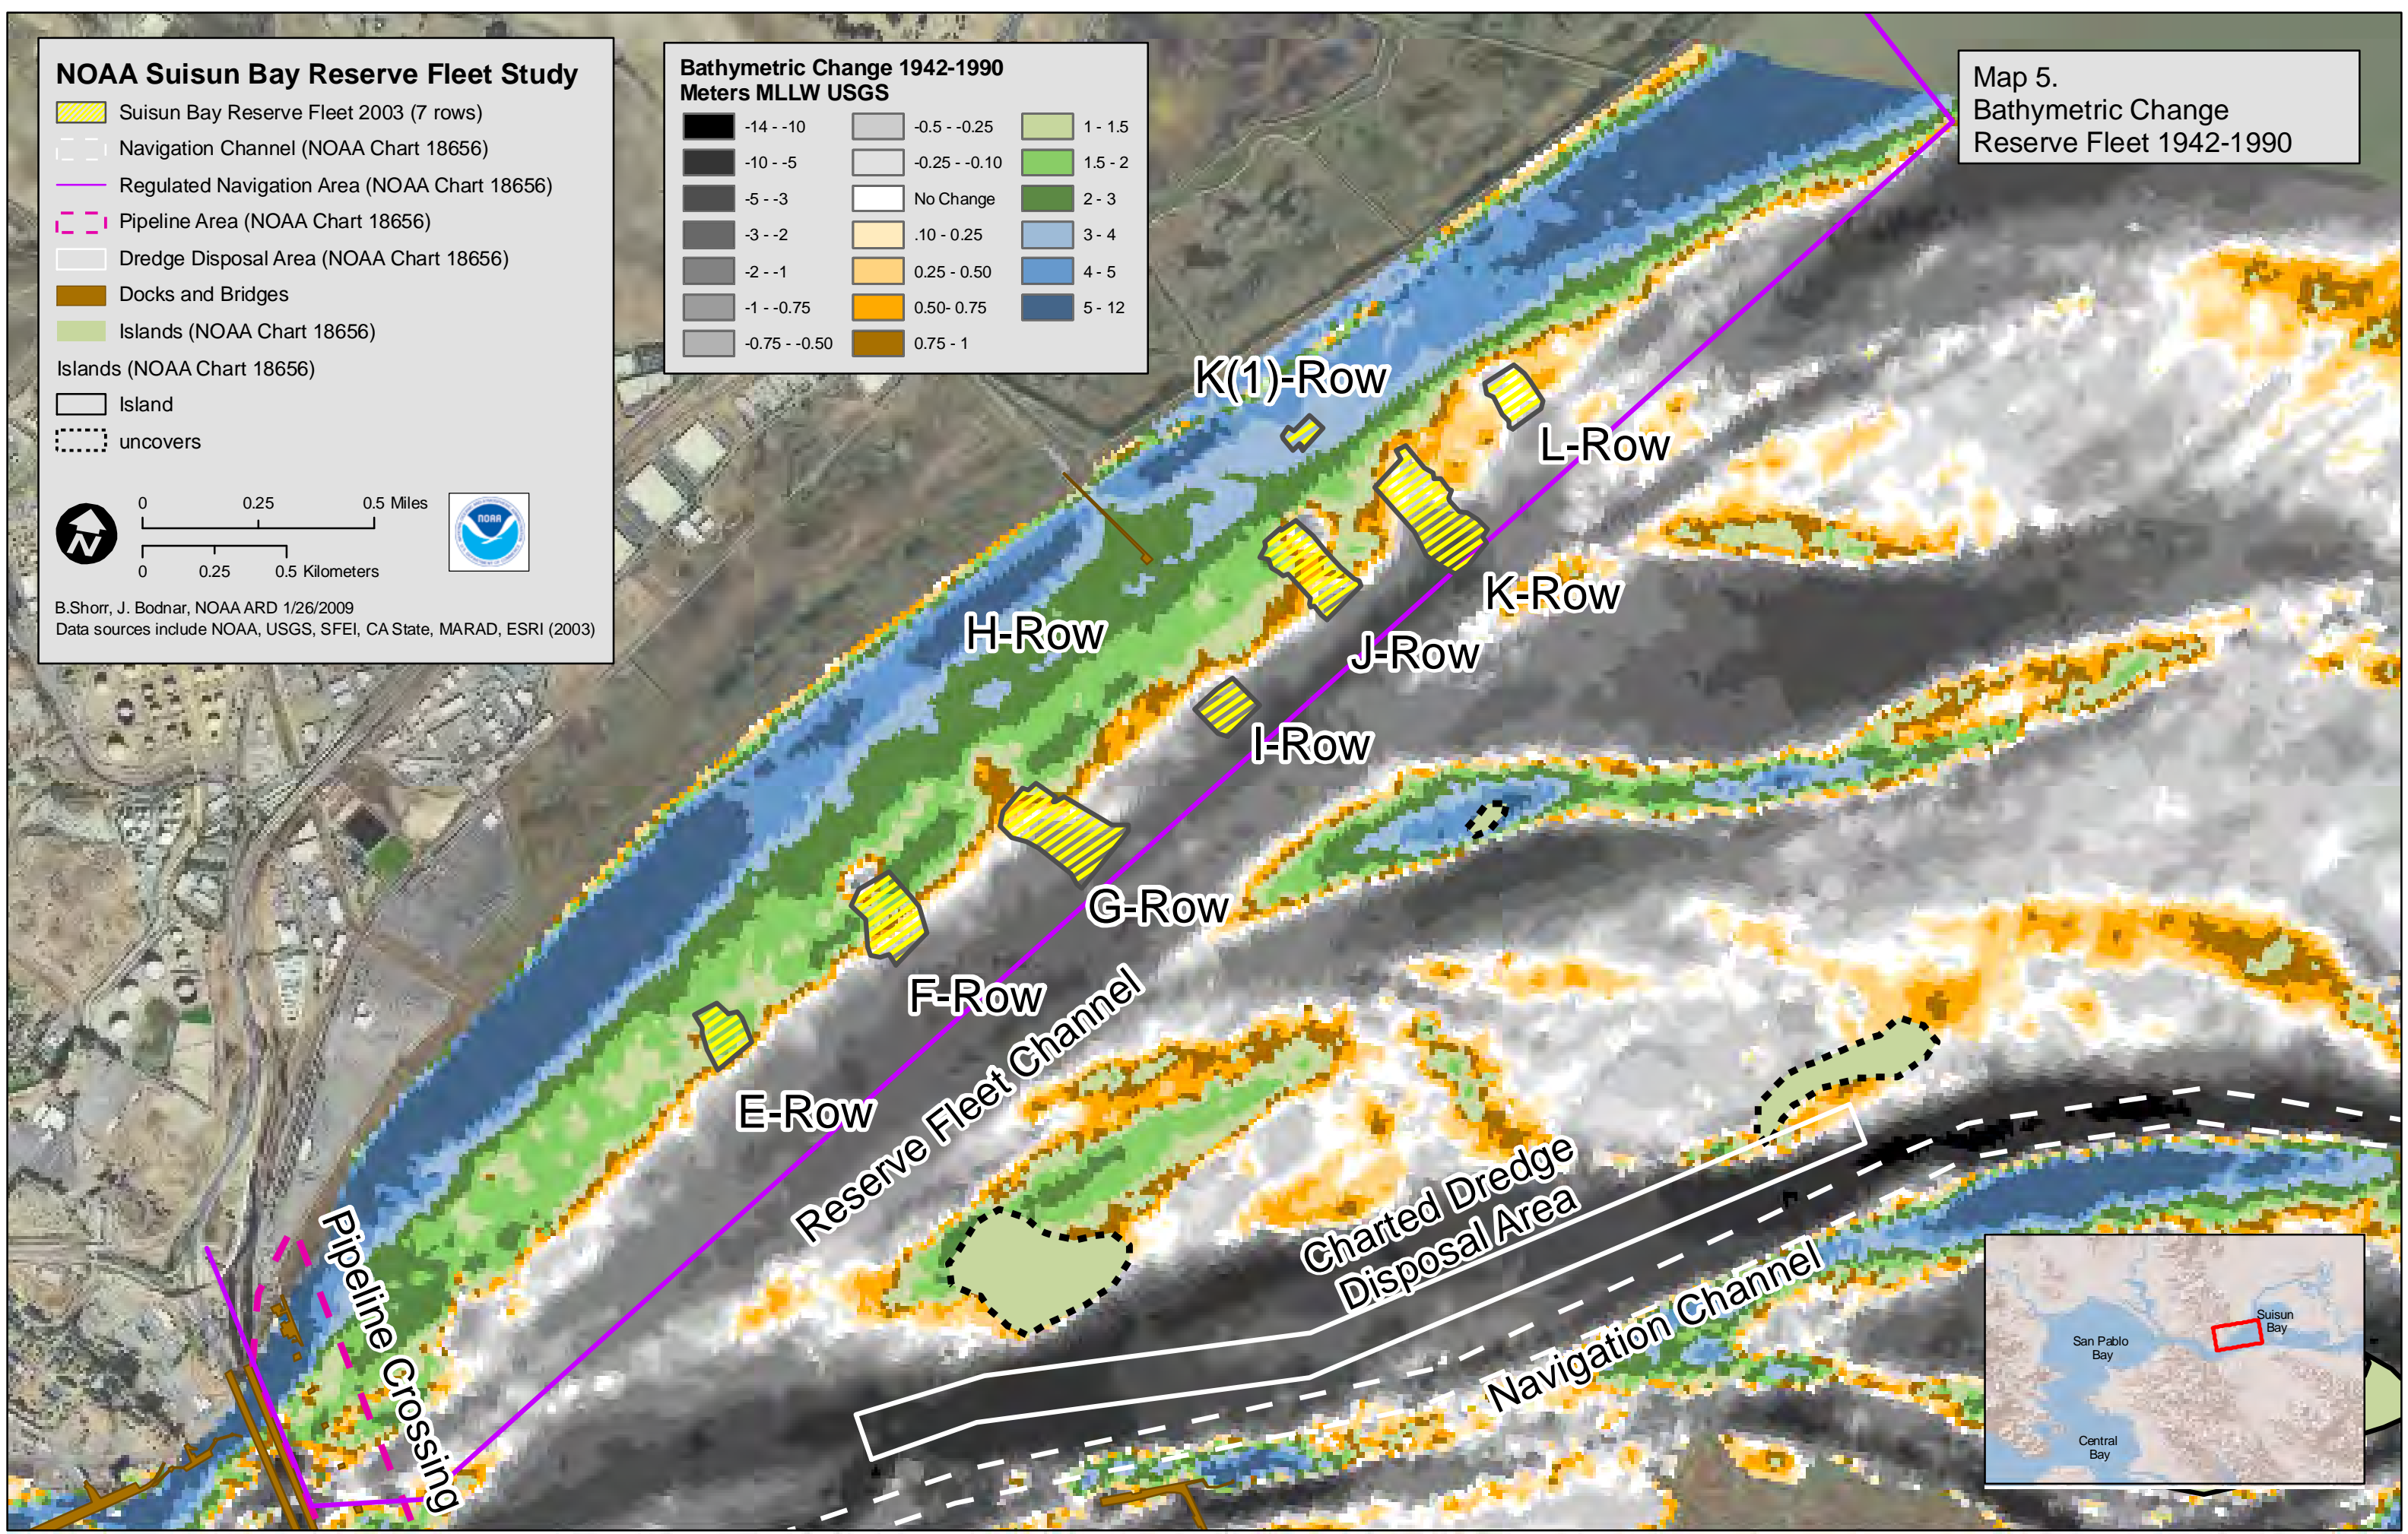 NOAA Suisun Bay Reserve Fleet Study
Suisun Bay Reserve Fleet 2003 (7 rows)
Navigation Channel (NOAA Chart 18656)
Regulated Navigation Area (NOAA Chart 18656)
Pipeline Area (NOAA Chart 18656)
Dredge Disposal Area (NOAA Chart 18656)
Docks and Bridges
Islands (NOAA Chart 18656)
Islands (NOAA Chart 18656)
Island
uncovers
N
0 0.25 0.5 Miles
0 0.25 0.5 Kilometers
NOAA
B.Shorr, J. Bodnar, NOAA ARD 1/26/2009
Data sources include NOAA, USGS, SFEI, CA State, MARAD, ESRI (2003)
Bathymetric Change 1942-1990
Meters MLLW USGS
-14 - -10
-10 - -5
-5 - -3
-3 - -2
-2 - -1
-1 - -0.75
-0.75 - -0.50
-0.5 - -0.25
-0.25 - -0.10
No Change
.10 - 0.25
0.25 - 0.50
0.50- 0.75
0.75 - 1
1 - 1.5
1.5 - 2
2 - 3
3 - 4
4 - 5
5 - 12
Map 5.
Bathymetric Change
Reserve Fleet 1942-1990
K(1)-Row
L-Row
K-Row
H-Row
J-Row
I-Row
G-Row
F-Row
E-Row
Reserve Fleet Channel
Charted Dredge
Disposal Area
Navigation Channel
Pipeline Crossing
Suisun
Bay
San Pablo
Bay
Central
Bay